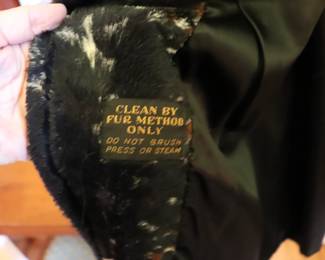 CLEAN BY
FUR METHOD
ONLY
DO NOT BRUSH
PRESS OR STEAM